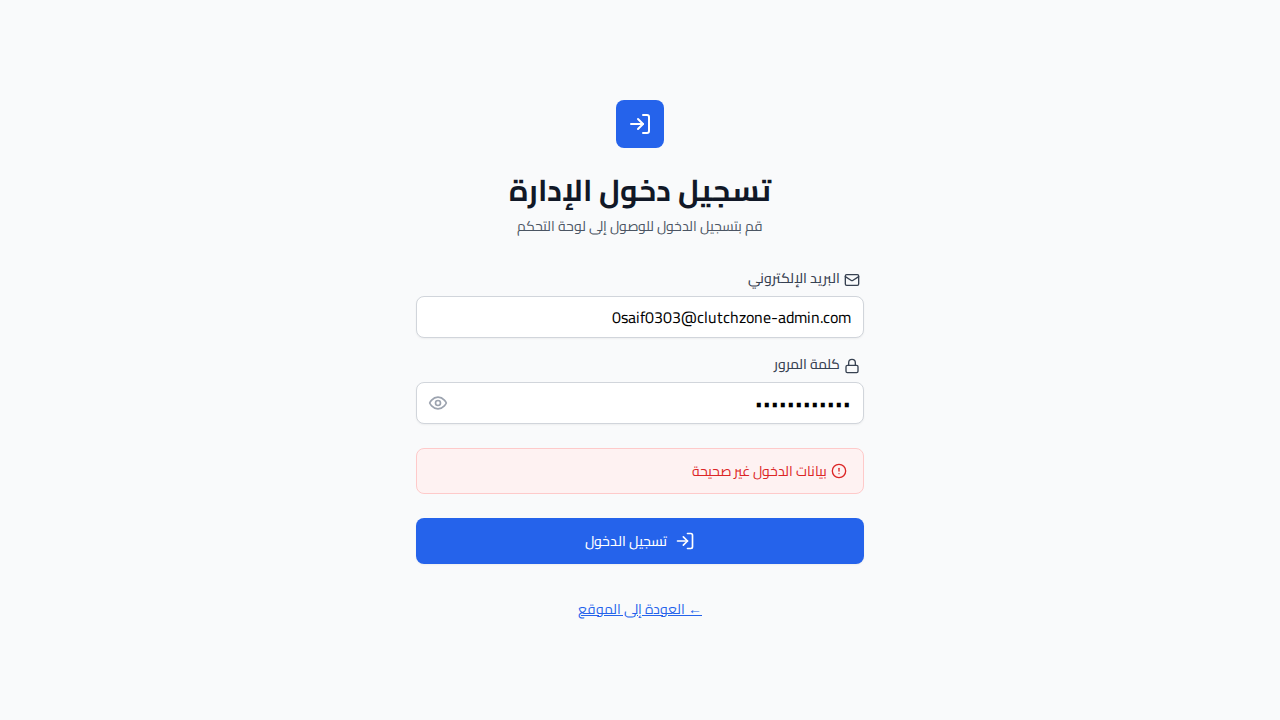 تسجيل دخول الإدارة
قم بتسجيل الدخول للوصول إلى لوحة التحكم
البريد الإلكتروني
0saif0303@clutchzone-admin.com
كلمة المرور
••••••••••••
بيانات الدخول غير صحيحة
تسجيل الدخول
← العودة إلى الموقع